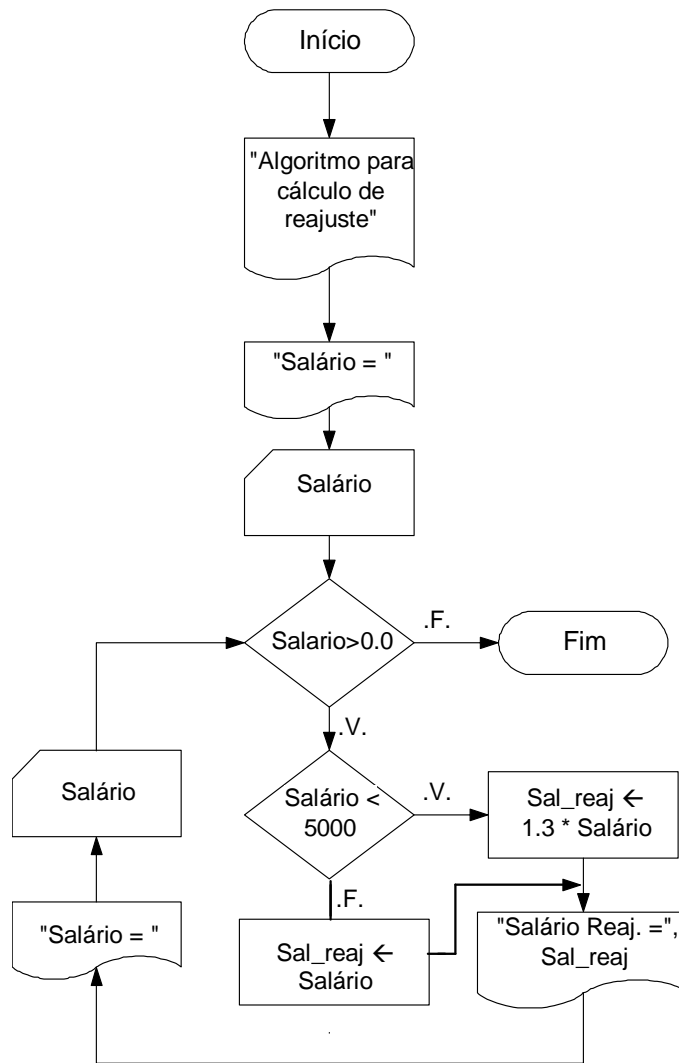 Início
"Algoritmo para
cálculo de
reajuste"
"Salário = "
Salário
Salario>0.0
.F.
Fim
.V.
Salário <
5000
.V.
Sal_reaj ←
1.3 * Salário
.F.
Sal_reaj ←
Salário
"Salário Reaj. =",
Sal_reaj
"Salário = "
Salário